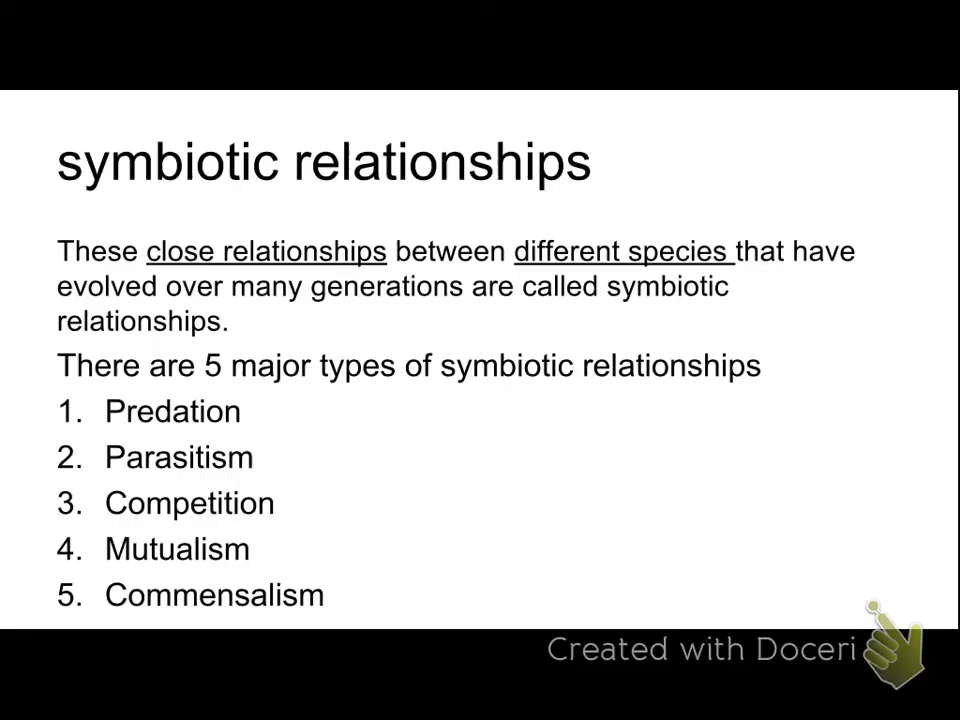 symbiotic relationships
These close relationships between different species that have
evolved over many generations are called symbiotic
relationships.
There are 5 major types of symbiotic relationships
1. Predation
2. Parasitism
3. Competition
4. Mutualism
5. Commensalism
Created with Doceri